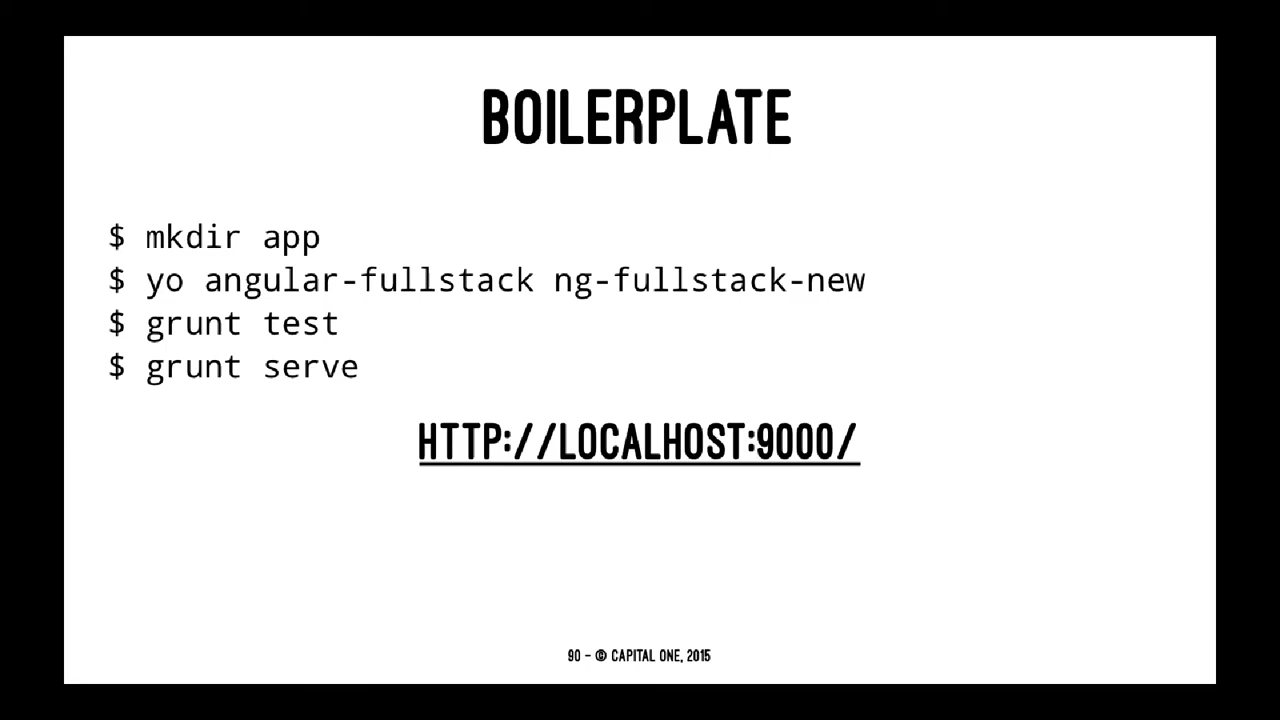 BOILERPLATE
$ mkdir app
$ yo angular-fullstack ng-fullstack-new
$ grunt test
$ grunt serve
HTTP://LOCALHOST:9000/
90 – © CAPITAL ONE, 2015